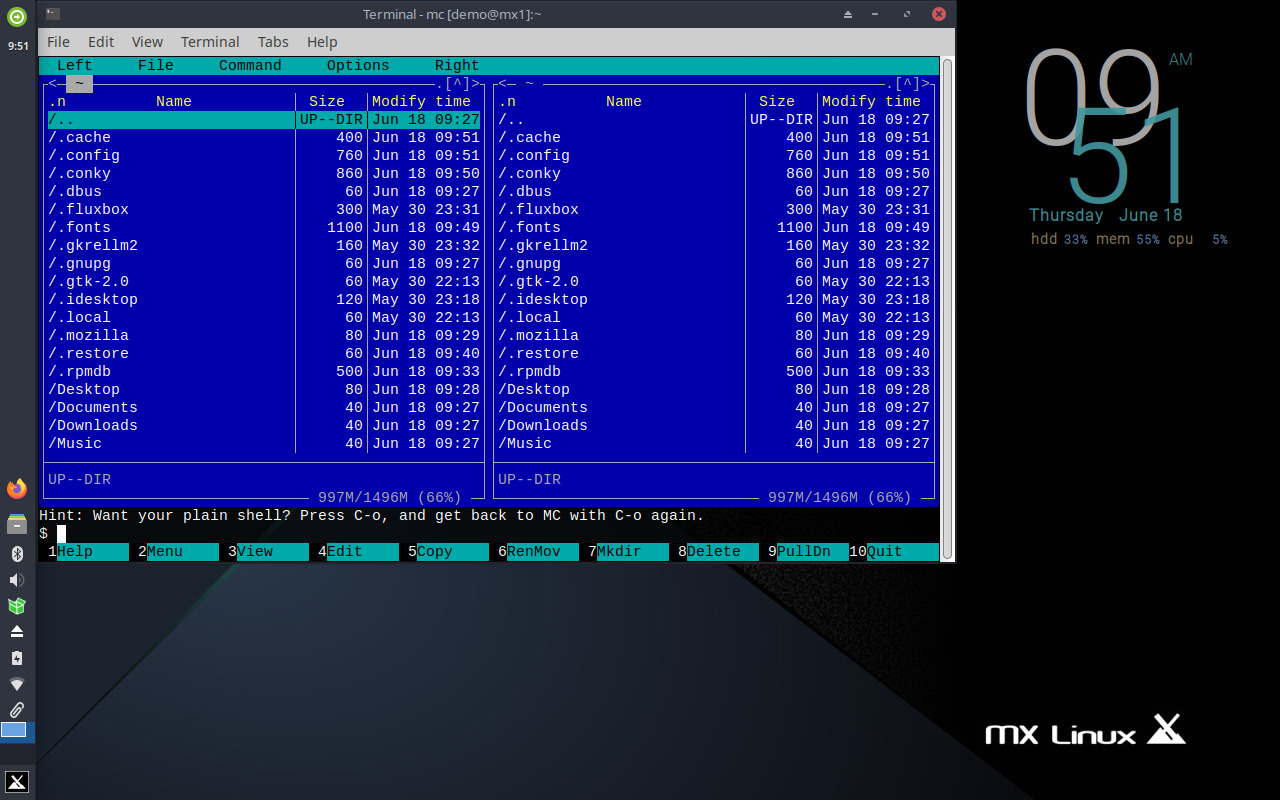 Terminal - mc [demo@mx1]:~
9:51
File Edit View Terminal Tabs Help
Left File Command Options Right
<─ ~ .[^]> <─ ~ .[^]>
.n Name Size Modify time .n Name Size Modify time
/.. UP--DIR Jun 18 09:27 /.. UP--DIR Jun 18 09:27
/.cache 400 Jun 18 09:51 /.cache 400 Jun 18 09:51
/.config 760 Jun 18 09:51 /.config 760 Jun 18 09:51
/.conky 860 Jun 18 09:50 /.conky 860 Jun 18 09:50
/.dbus 60 Jun 18 09:27 /.dbus 60 Jun 18 09:27
/.fluxbox 300 May 30 23:31 /.fluxbox 300 May 30 23:31
/.fonts 1100 Jun 18 09:49 /.fonts 1100 Jun 18 09:49
/.gkrellm2 160 May 30 23:32 /.gkrellm2 160 May 30 23:32
/.gnupg 60 Jun 18 09:27 /.gnupg 60 Jun 18 09:27
/.gtk-2.0 60 May 30 22:13 /.gtk-2.0 60 May 30 22:13
/.idesktop 120 May 30 23:18 /.idesktop 120 May 30 23:18
/.local 60 May 30 22:13 /.local 60 May 30 22:13
/.mozilla 80 Jun 18 09:29 /.mozilla 80 Jun 18 09:29
/.restore 60 Jun 18 09:40 /.restore 60 Jun 18 09:40
/.rpmdb 500 Jun 18 09:33 /.rpmdb 500 Jun 18 09:33
/Desktop 80 Jun 18 09:28 /Desktop 80 Jun 18 09:28
/Documents 40 Jun 18 09:27 /Documents 40 Jun 18 09:27
/Downloads 40 Jun 18 09:27 /Downloads 40 Jun 18 09:27
/Music 40 Jun 18 09:27 /Music 40 Jun 18 09:27
UP--DIR UP--DIR
997M/1496M (66%) 997M/1496M (66%)
Hint: Want your plain shell? Press C-o, and get back to MC with C-o again.
$
1Help 2Menu 3View 4Edit 5Copy 6RenMov 7Mkdir 8Delete 9PullDn 10Quit
09 AM
51
Thursday June 18
hdd 33% mem 55% cpu 5%
MX Linux